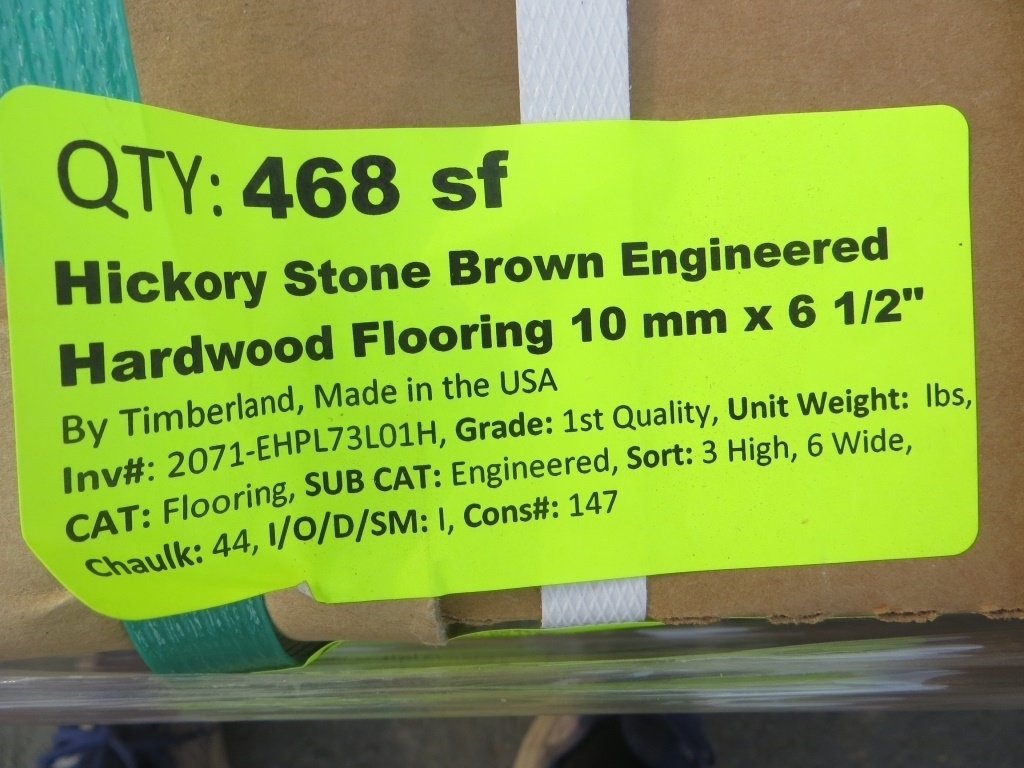 QTY: 468 sf
Hickory Stone Brown Engineered
Hardwood Flooring 10 mm x 6 1/2"
By Timberland, Made in the USA
Inv#: 2071-EHPL73L01H, Grade: 1st Quality, Unit Weight: lbs,
CAT: Flooring, SUB CAT: Engineered, Sort: 3 High, 6 Wide,
Chaulk: 44, I/O/D/SM: I, Cons#: 147